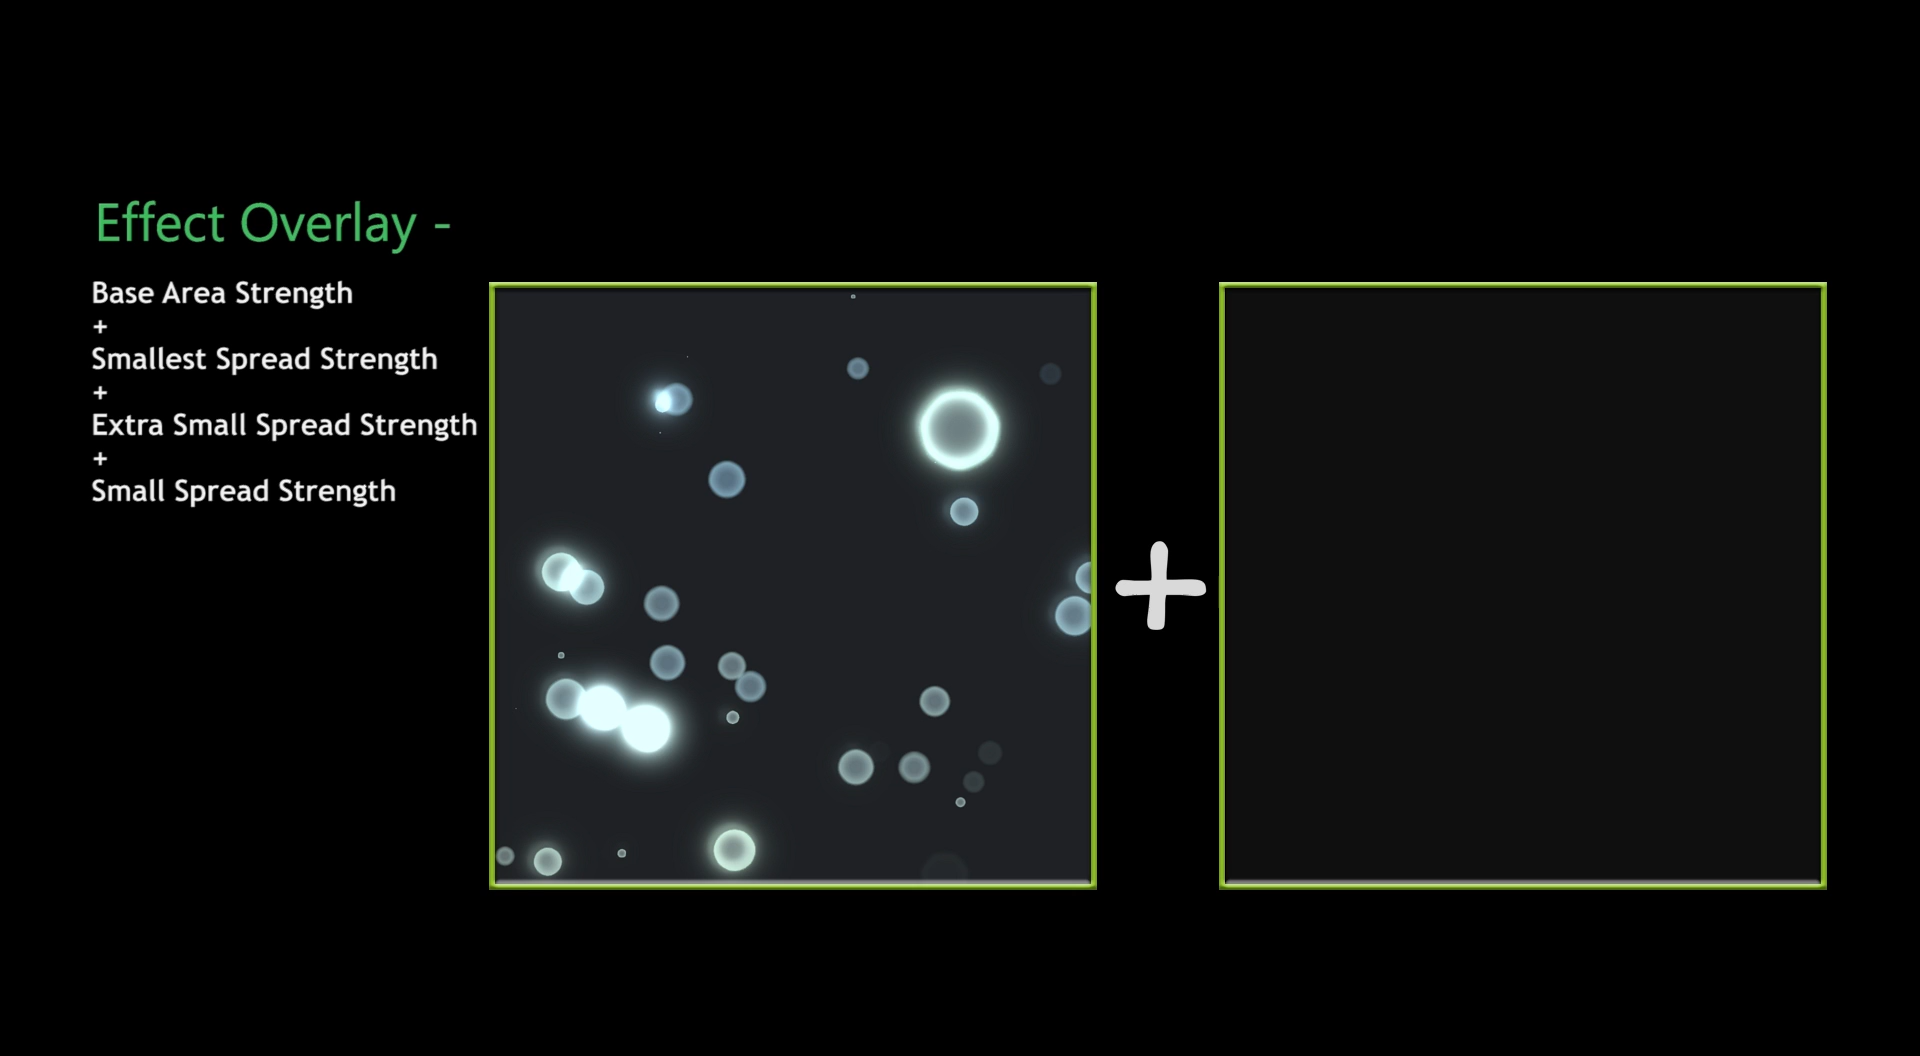 Effect Overlay -
Base Area Strength
+
Smallest Spread Strength
+
Extra Small Spread Strength
+
Small Spread Strength
+